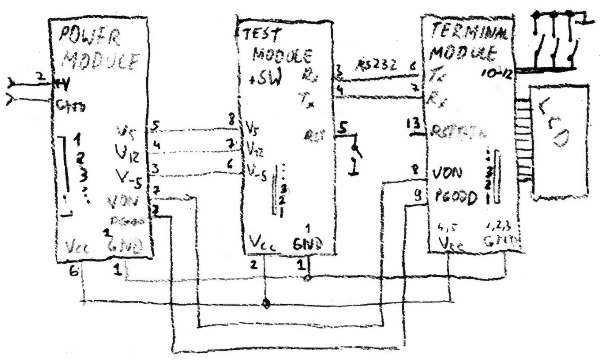 POWER
MODULE
2
+V
GND
1
2
3
V5
5
V12
4
V-5
3
VON
7
PGOOD
Vcc
GND
6
1
TEST
MODULE
+SW
Rx
3
Tx
4
8
V5
7
V12
6
V-5
RST
5
3
2
1
Vcc
GND
1
2
1
RS232
TERMINAL
MODULE
10-12
6
Tx
7
Rx
13
8
VON
9
PGOOD
3
2
1
4,5
1,2,3
Vcc
GND
LED